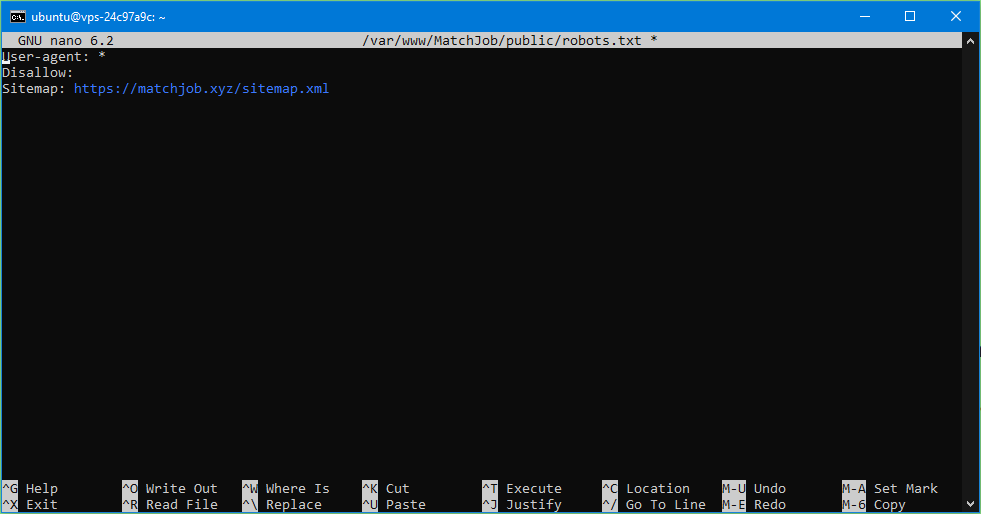 ubuntu@vps-24c97a9c: ~
GNU nano 6.2 /var/www/MatchJob/public/robots.txt *
User-agent: *
Disallow:
Sitemap: https://matchjob.xyz/sitemap.xml
^G Help ^O Write Out ^W Where Is ^K Cut ^T Execute ^C Location M-U Undo M-A Set Mark
^X Exit ^R Read File ^\ Replace ^U Paste ^J Justify ^/ Go To Line M-E Redo M-6 Copy